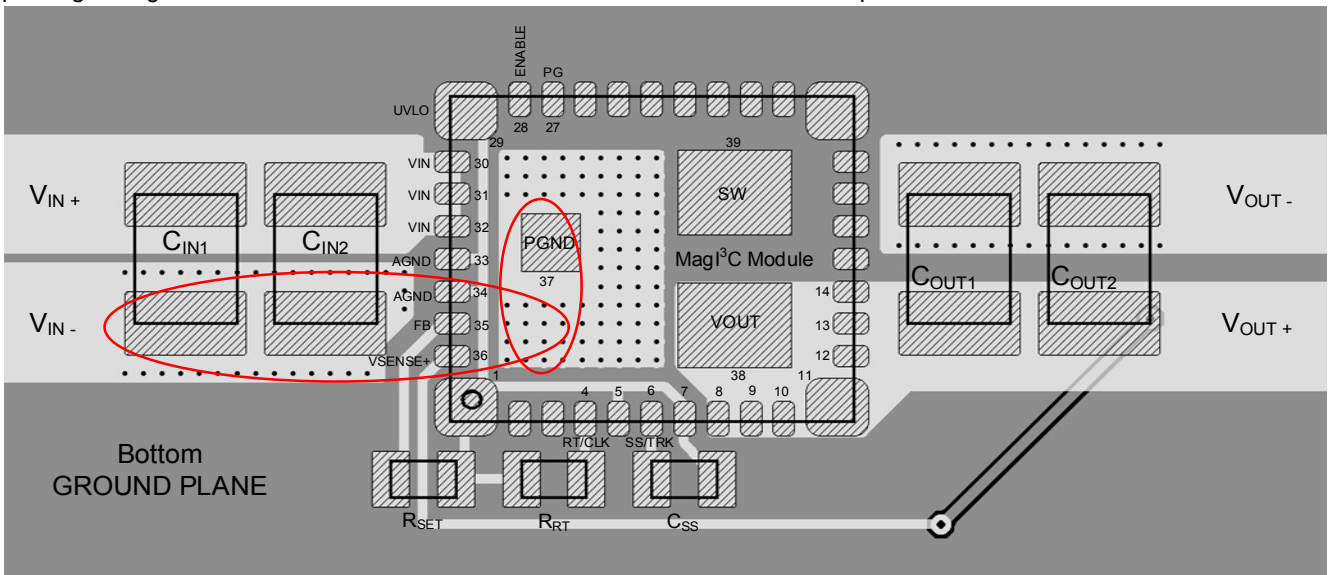 ENABLE
PG
UVLO
28
27
29
39
VIN
30
VIN
31
VIN
32
AGND
33
AGND
34
FB
35
VSENSE+
36
VIN +
VIN -
CIN1
CIN2
PGND
37
SW
MagI³C Module
VOUT
38
14
13
12
11
1
4
5
6
7
8
9
10
RT/CLK
SS/TRK
COUT1
COUT2
VOUT -
VOUT +
Bottom
GROUND PLANE
RSET
RRT
CSS